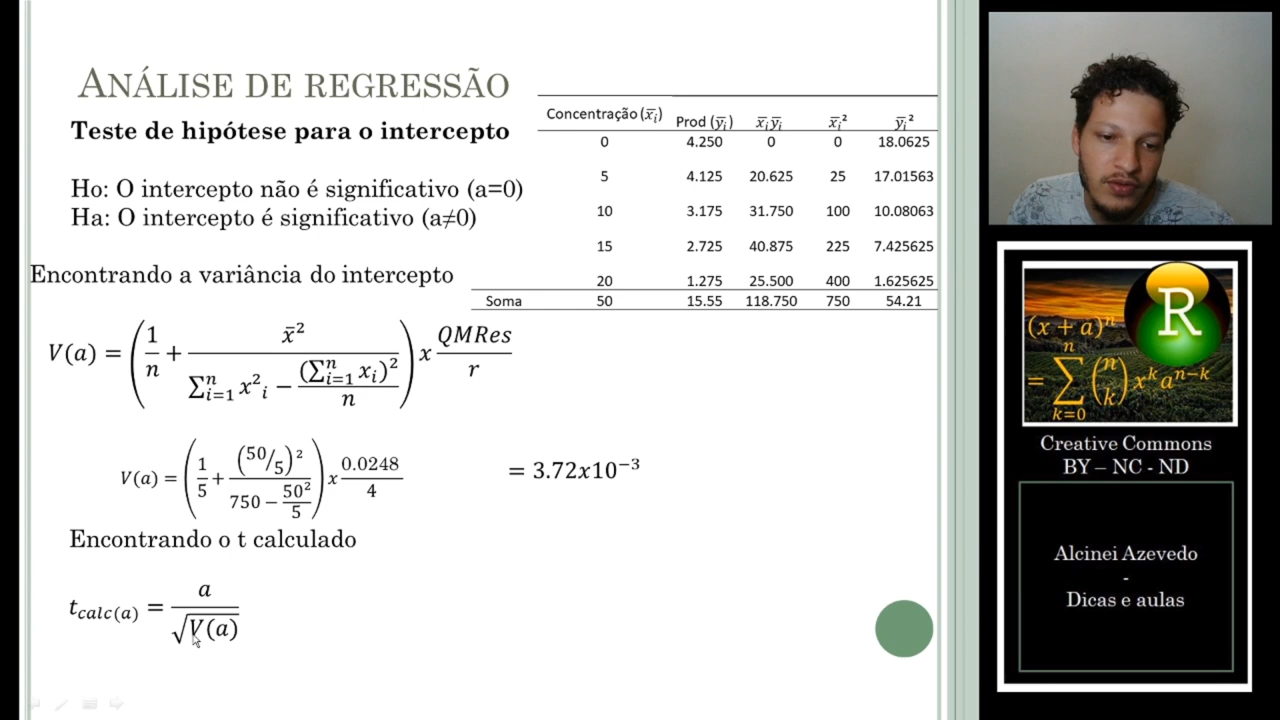 ANÁLISE DE REGRESSÃO
Teste de hipótese para o intercepto
Ho: O intercepto não é significativo (a=0)
Ha: O intercepto é significativo (a≠0)
Encontrando a variância do intercepto
V(a) = (1/n + x̄²/(∑ⁿᵢ₌₁ x²ᵢ − (∑ⁿᵢ₌₁ xᵢ)²/n)) x QMRes/r
V(a) = (1/5 + (50/5)²/(750 − 50²/5)) x 0.0248/4 = 3.72x10⁻³
Encontrando o t calculado
t_calc(a) = a/√V(a)
Concentração (x̄ᵢ) Prod (ȳᵢ) x̄ᵢȳᵢ x̄ᵢ² ȳᵢ²
0 4.250 0 0 18.0625
5 4.125 20.625 25 17.01563
10 3.175 31.750 100 10.08063
15 2.725 40.875 225 7.425625
20 1.275 25.500 400 1.625625
Soma 50 15.55 118.750 750 54.21
R
(x + a)ⁿ
= ∑ⁿₖ₌₀ (n k) xᵏaⁿ⁻ᵏ
Creative Commons
BY – NC - ND
Alcinei Azevedo
-
Dicas e aulas